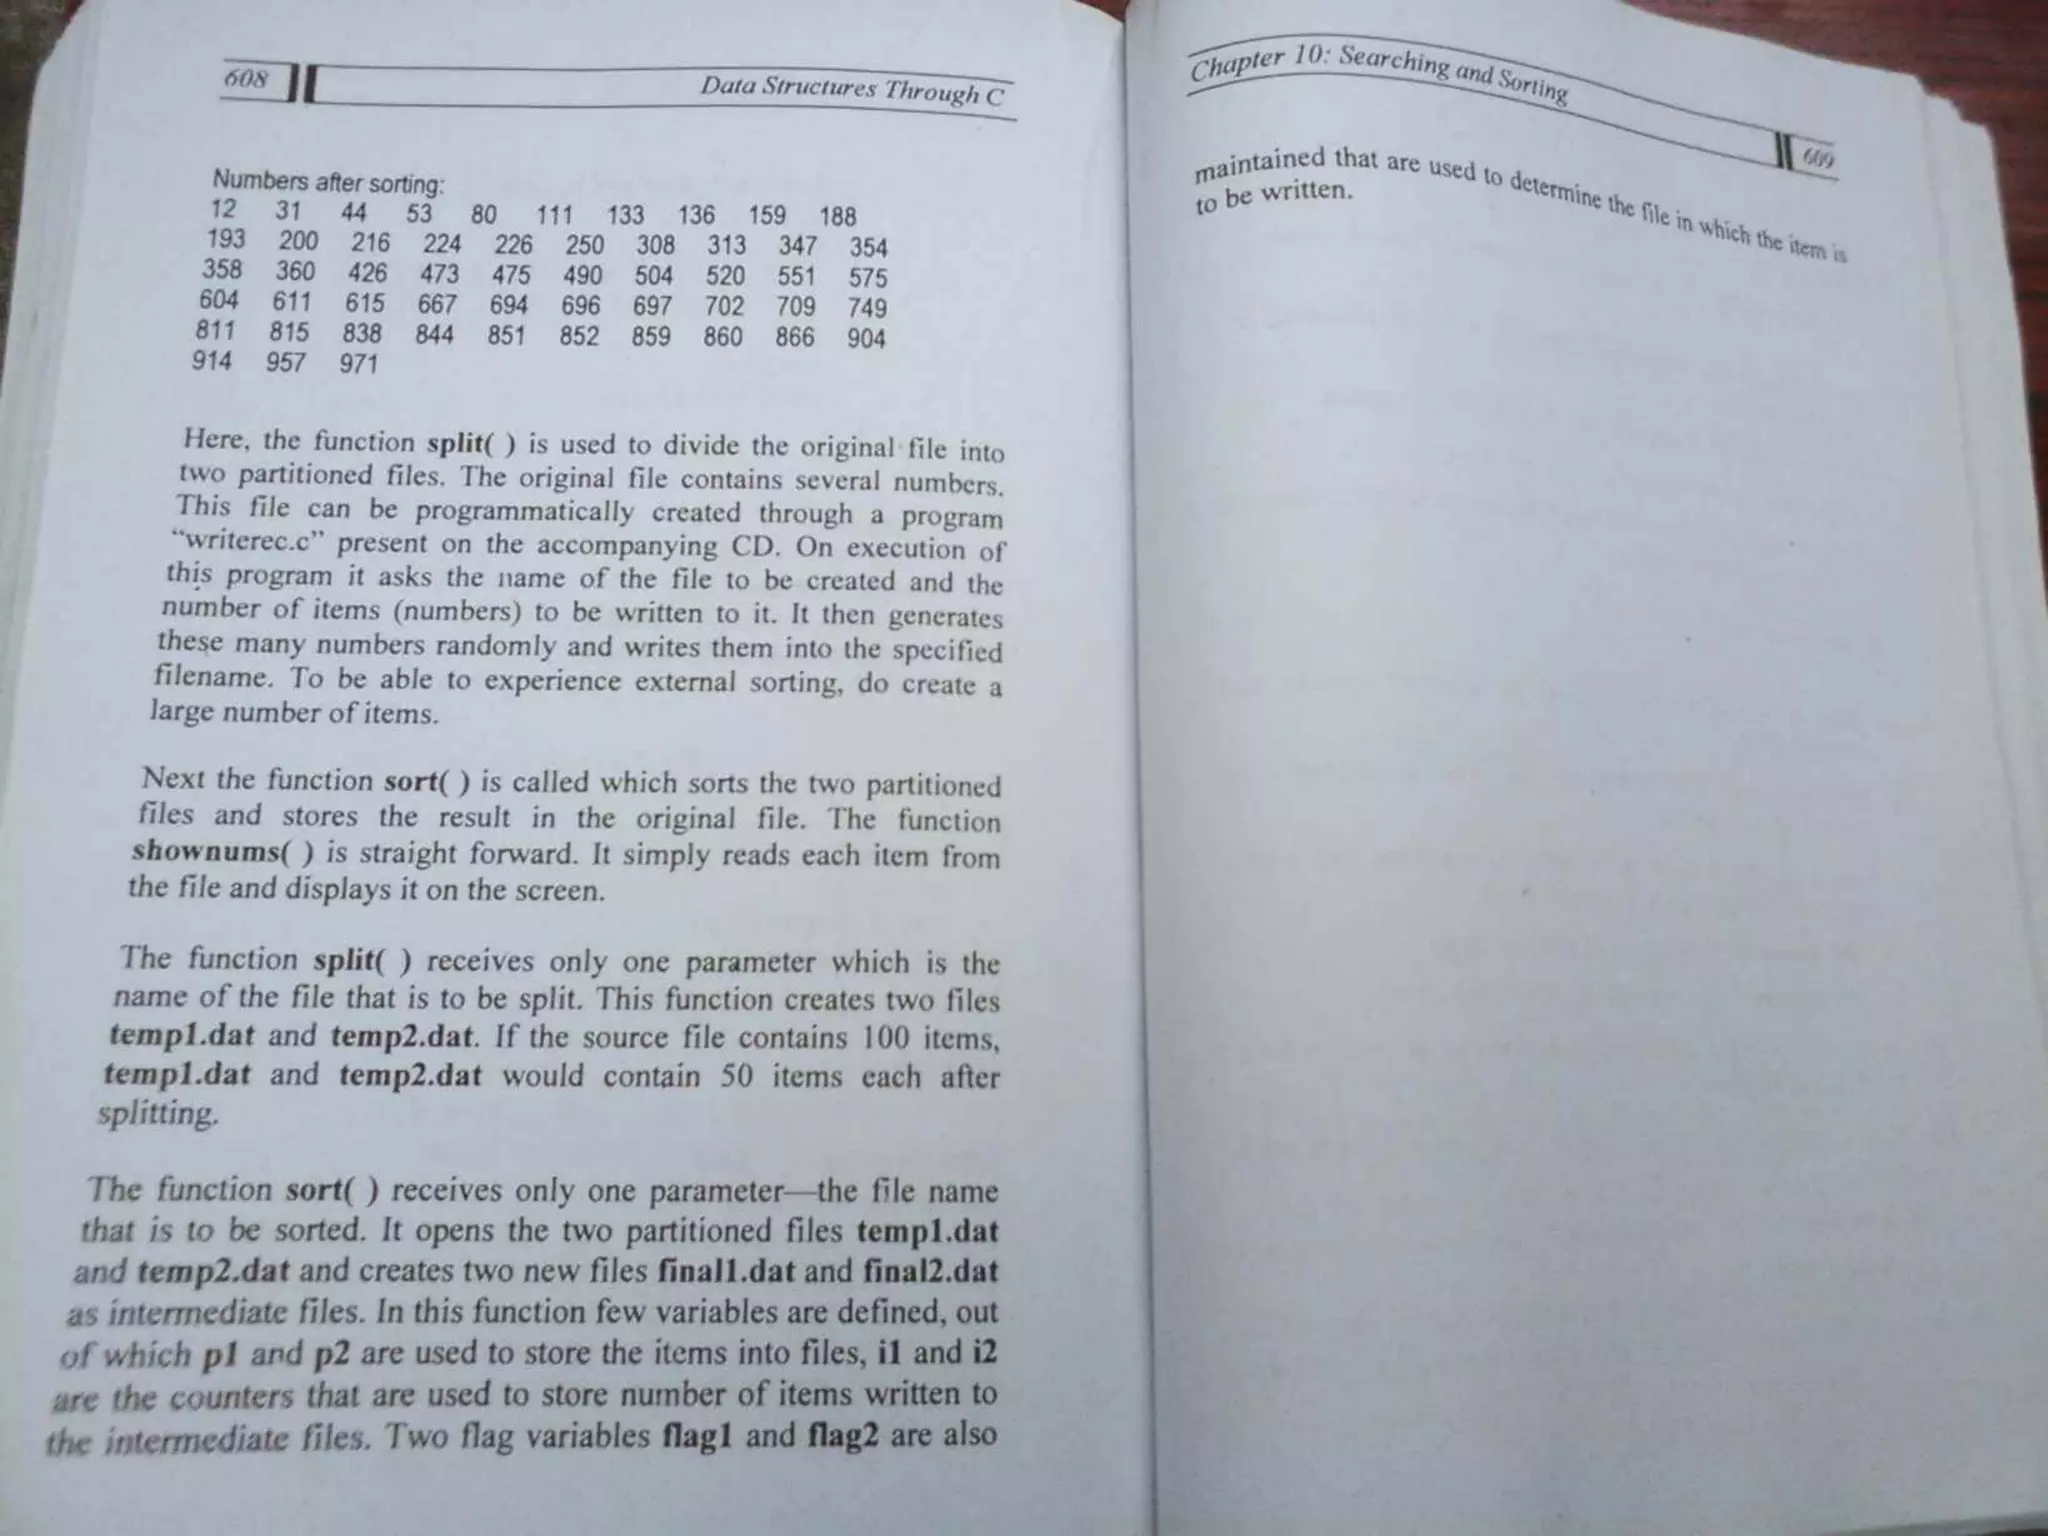 608 Data Structures Through C
Numbers after sorting:
12 31 44 53 80 111 133 136 159 188
193 200 216 224 226 250 308 313 347 354
358 360 426 473 475 490 504 520 551 575
604 611 615 667 694 696 697 702 709 749
811 815 838 844 851 852 859 860 866 904
914 957 971
Here, the function split( ) is used to divide the original file into
two partitioned files. The original file contains several numbers.
This file can be programmatically created through a program
“writerec.c” present on the accompanying CD. On execution of
this program it asks the name of the file to be created and the
number of items (numbers) to be written to it. It then generates
these many numbers randomly and writes them into the specified
filename. To be able to experience external sorting, do create a
large number of items.
Next the function sort( ) is called which sorts the two partitioned
files and stores the result in the original file. The function
shownums( ) is straight forward. It simply reads each item from
the file and displays it on the screen.
The function split( ) receives only one parameter which is the
name of the file that is to be split. This function creates two files
temp1.dat and temp2.dat. If the source file contains 100 items,
temp1.dat and temp2.dat would contain 50 items each after
splitting.
The function sort( ) receives only one parameter—the file name
that is to be sorted. It opens the two partitioned files temp1.dat
and temp2.dat and creates two new files final1.dat and final2.dat
as intermediate files. In this function few variables are defined, out
of which p1 and p2 are used to store the items into files, i1 and i2
are the counters that are used to store number of items written to
the intermediate files. Two flag variables flag1 and flag2 are also
Chapter 10: Searching and Sorting 609
maintained that are used to determine the file in which the item is
to be written.